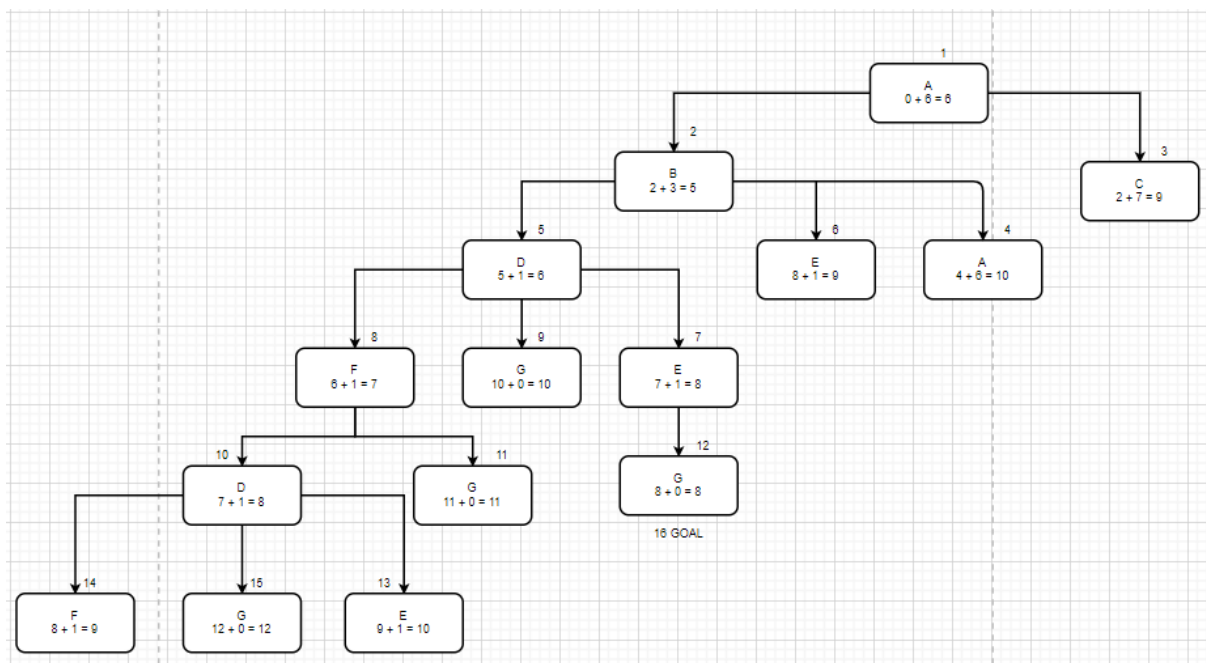 1
A
0 + 6 = 6
2
B
2 + 3 = 5
3
C
2 + 7 = 9
5
D
5 + 1 = 6
6
E
8 + 1 = 9
4
A
4 + 6 = 10
8
F
6 + 1 = 7
9
G
10 + 0 = 10
7
E
7 + 1 = 8
10
D
7 + 1 = 8
11
G
11 + 0 = 11
12
G
8 + 0 = 8
16 GOAL
14
F
8 + 1 = 9
15
G
12 + 0 = 12
13
E
9 + 1 = 10